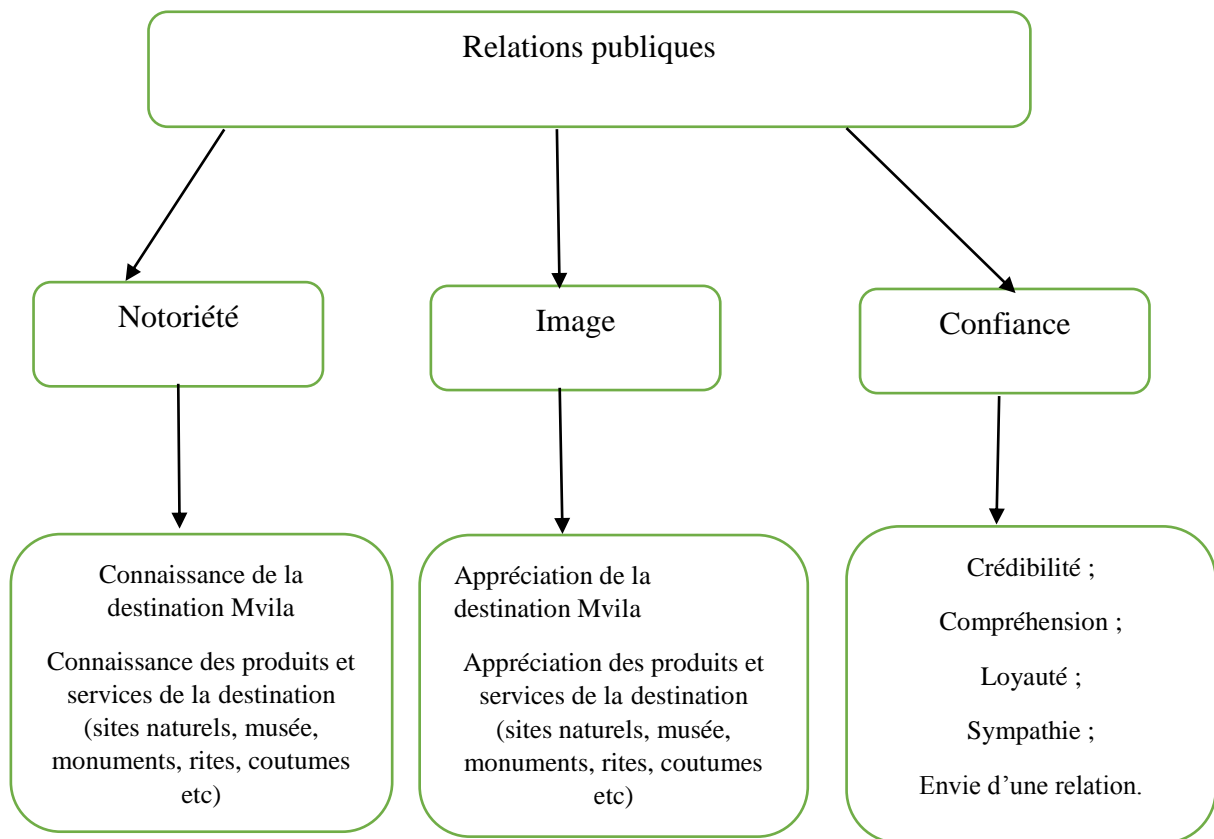 Relations publiques
Notoriété
Image
Confiance
Connaissance de la
destination Mvila
Connaissance des produits et
services de la destination
(sites naturels, musée,
monuments, rites, coutumes
etc)
Appréciation de la
destination Mvila
Appréciation des produits et
services de la destination
(sites naturels, musée,
monuments, rites, coutumes
etc)
Crédibilité ;
Compréhension ;
Loyauté ;
Sympathie ;
Envie d’une relation.